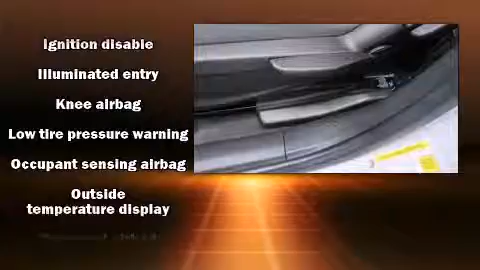 Ignition disable
Illuminated entry
Knee airbag
Low tire pressure warning
Occupant sensing airbag
Outside
temperature display